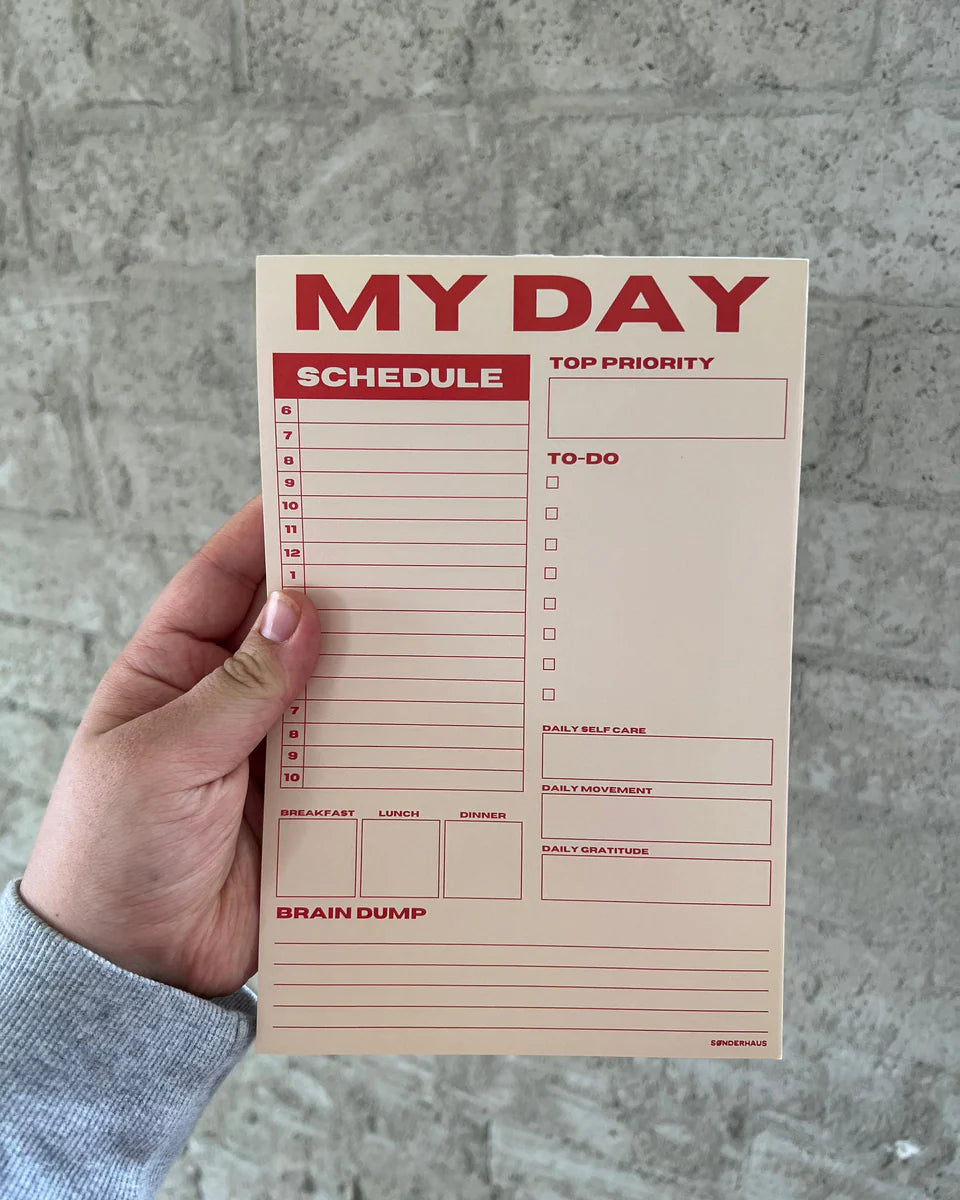 MY DAY
SCHEDULE
6
7
8
9
10
11
12
1
7
8
9
10
BREAKFAST LUNCH DINNER
TOP PRIORITY
TO-DO
DAILY SELF CARE
DAILY MOVEMENT
DAILY GRATITUDE
BRAIN DUMP
SØNDERHAUS